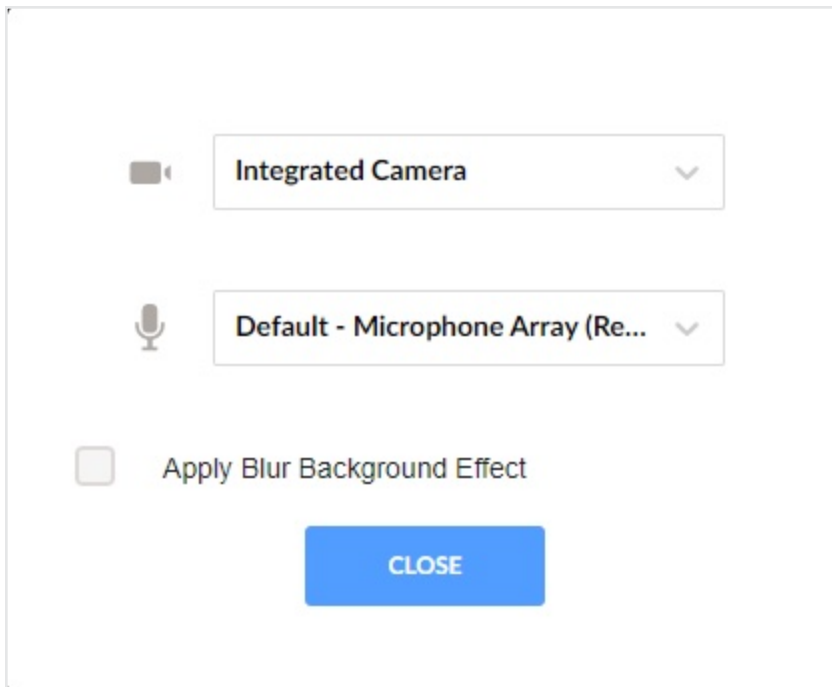 Integrated Camera
Default - Microphone Array (Re...
Apply Blur Background Effect
CLOSE